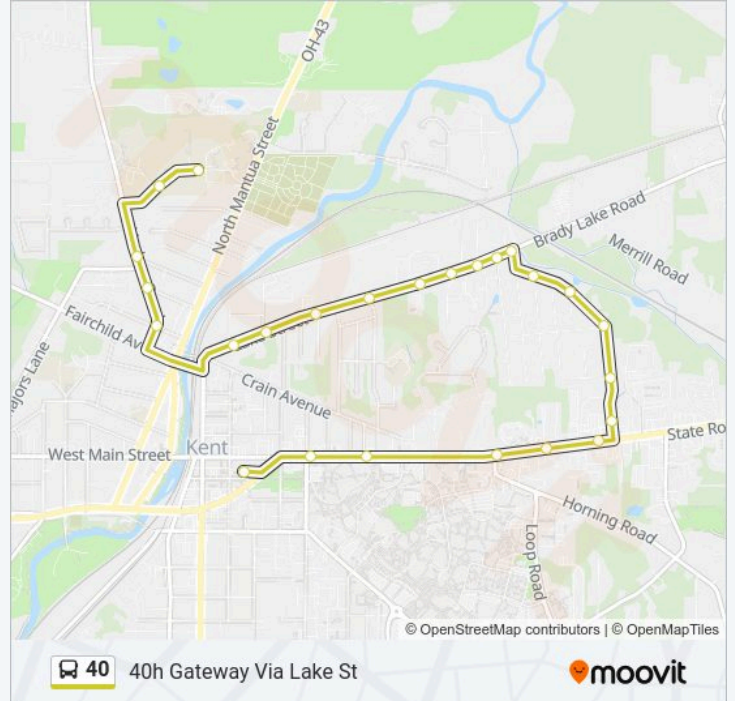 OH-43
North Mantua Street
Brady Lake Road
Merrill Road
Fairchild Av
ajors Lane
Crain Avenue
West Main Street
Kent
State Ro
Horning Road
Loop Road
© OpenStreetMap contributors | © OpenMapTiles
40 40h Gateway Via Lake St
moovit